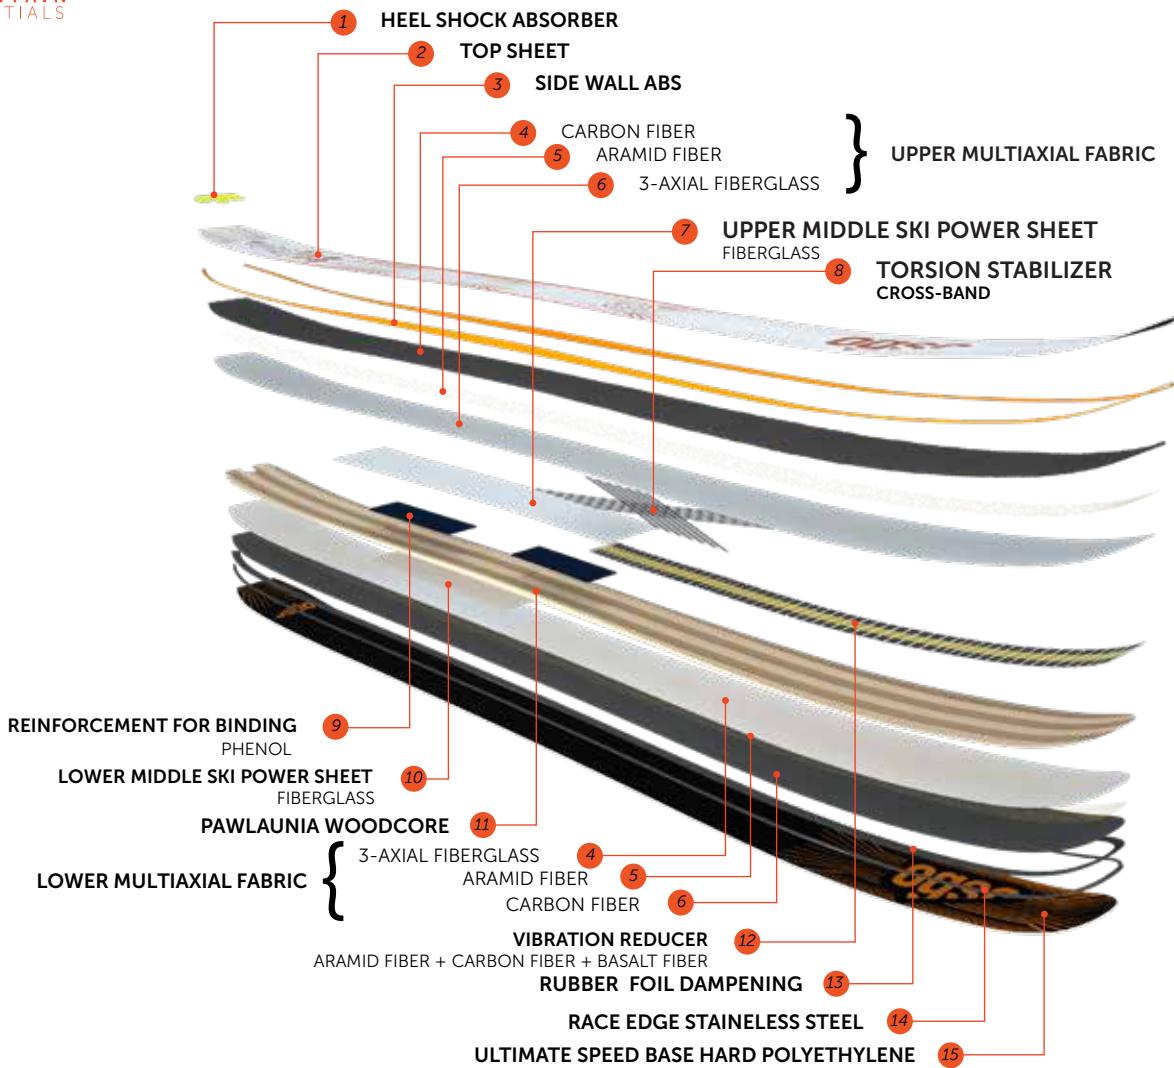 TIALS
1 HEEL SHOCK ABSORBER
2 TOP SHEET
3 SIDE WALL ABS
4 CARBON FIBER
5 ARAMID FIBER
6 3-AXIAL FIBERGLASS
} UPPER MULTIAXIAL FABRIC
7 UPPER MIDDLE SKI POWER SHEET
FIBERGLASS
8 TORSION STABILIZER
CROSS-BAND
REINFORCEMENT FOR BINDING 9
PHENOL
LOWER MIDDLE SKI POWER SHEET 10
FIBERGLASS
PAWLAUNIA WOODCORE 11
LOWER MULTIAXIAL FABRIC {
3-AXIAL FIBERGLASS 4
ARAMID FIBER 5
CARBON FIBER 6
VIBRATION REDUCER 12
ARAMID FIBER + CARBON FIBER + BASALT FIBER
RUBBER FOIL DAMPENING 13
RACE EDGE STAINELESS STEEL 14
ULTIMATE SPEED BASE HARD POLYETHYLENE 15